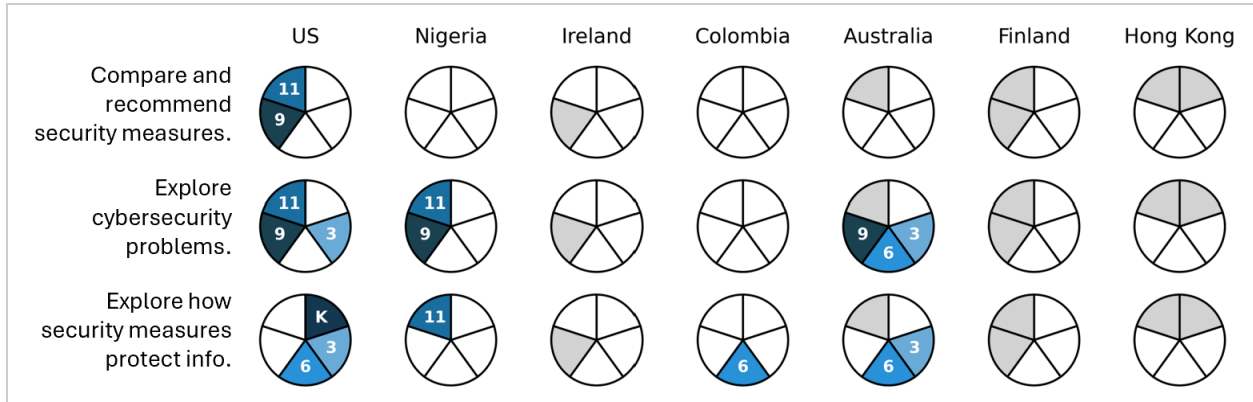 US Nigeria Ireland Colombia Australia Finland Hong Kong
Compare and
recommend
security measures.
11
9
Explore
cybersecurity
problems.
11
9
3
11
9
9
3
6
Explore how
security measures
protect info.
K
3
6
11
6
3
6